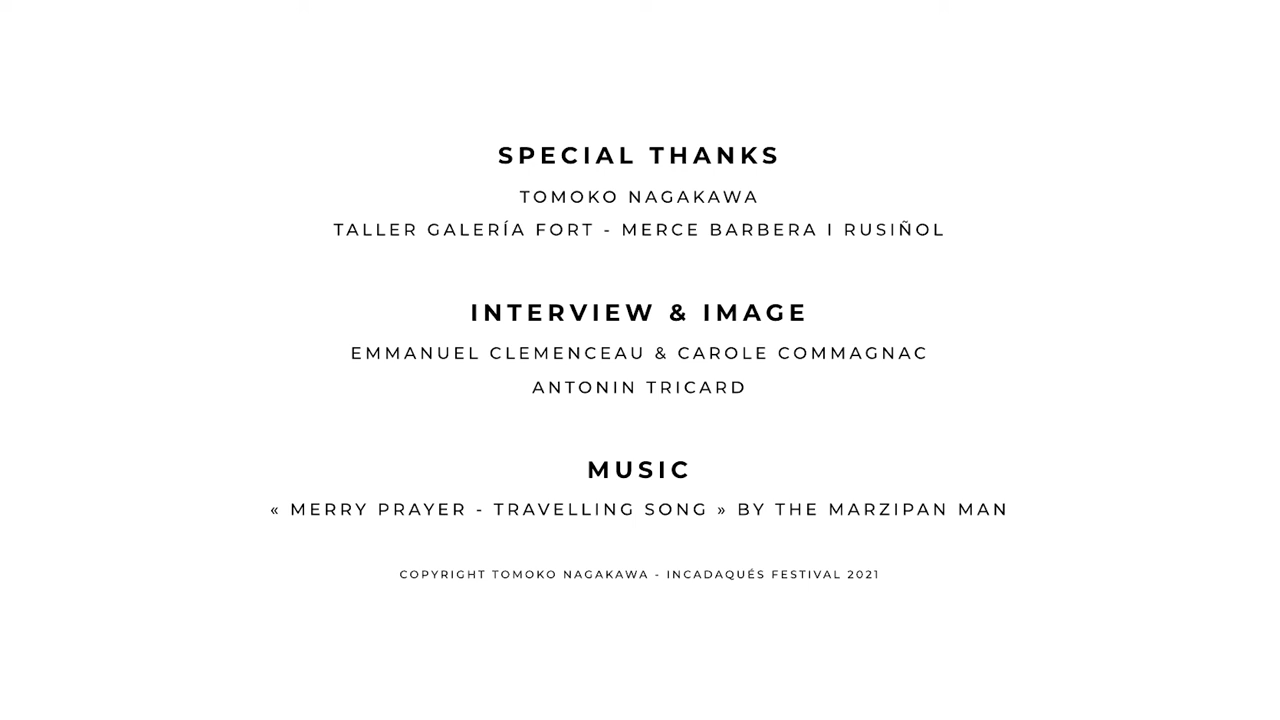 SPECIAL THANKS
TOMOKO NAGAKAWA
TALLER GALERÍA FORT - MERCE BARBERA I RUSIÑOL
INTERVIEW & IMAGE
EMMANUEL CLEMENCEAU & CAROLE COMMAGNAC
ANTONIN TRICARD
MUSIC
« MERRY PRAYER - TRAVELLING SONG » BY THE MARZIPAN MAN
COPYRIGHT TOMOKO NAGAKAWA - INCADAQUÉS FESTIVAL 2021